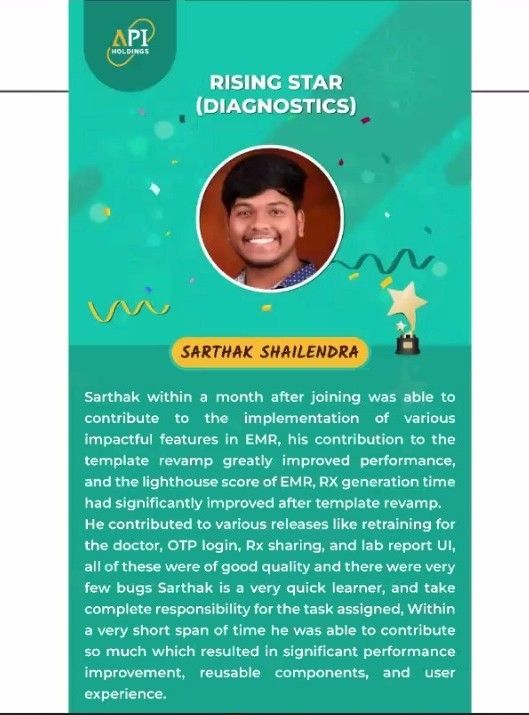 API
HOLDINGS
RISING STAR
(DIAGNOSTICS)
SARTHAK SHAILENDRA
Sarthak within a month after joining was able to
contribute to the implementation of various
impactful features in EMR, his contribution to the
template revamp greatly improved performance,
and the lighthouse score of EMR, RX generation time
had significantly improved after template revamp.
He contributed to various releases like retraining for
the doctor, OTP login, Rx sharing, and lab report UI,
all of these were of good quality and there were very
few bugs Sarthak is a very quick learner, and take
complete responsibility for the task assigned, Within
a very short span of time he was able to contribute
so much which resulted in significant performance
improvement, reusable components, and user
experience.